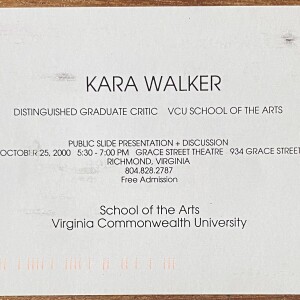 KARA WALKER
DISTINGUISHED GRADUATE CRITIC VCU SCHOOL OF THE ARTS
PUBLIC SLIDE PRESENTATION + DISCUSSION
OCTOBER 25, 2000 5:30 - 7:00 PM GRACE STREET THEATRE 934 GRACE STREET
RICHMOND, VIRGINIA
804.828.2787
Free Admission
School of the Arts
Virginia Commonwealth University